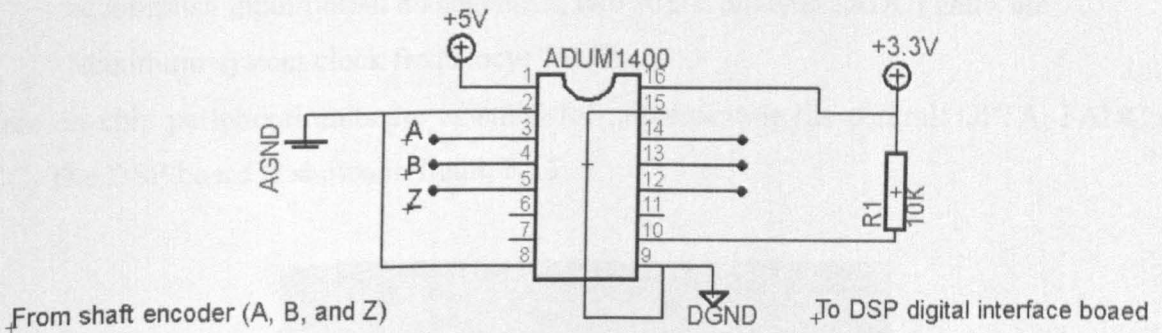 +5V
ADUM1400
+3.3V
1
2
3
4
5
6
7
8
16
15
14
13
12
11
10
9
A
B
Z
AGND
R1
10K
DGND
From shaft encoder (A, B, and Z)
To DSP digital interface boaed